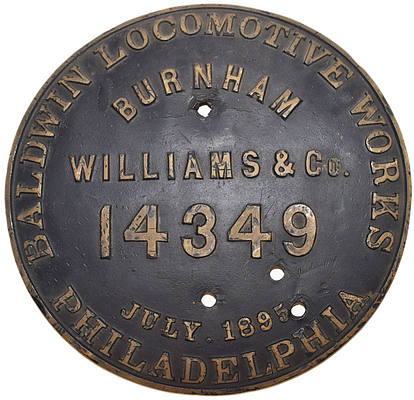 BALDWIN LOCOMOTIVE WORKS
BURNHAM
WILLIAMS & Co.
14349
JULY. 1895
PHILADELPHIA